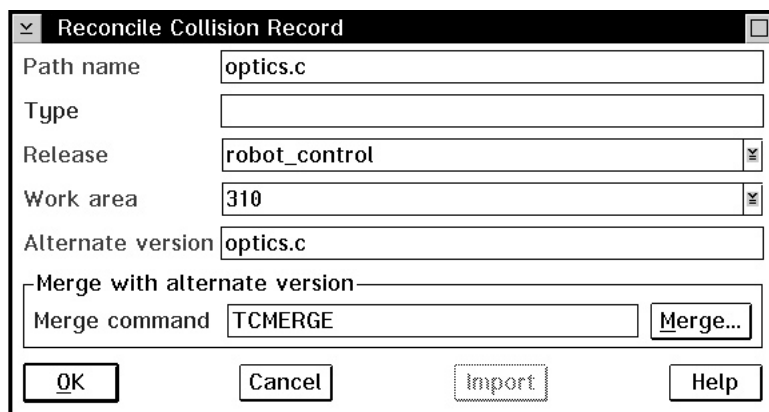 Reconcile Collision Record
Path name optics.c
Type
Release robot_control
Work area 310
Alternate version optics.c
Merge with alternate version
Merge command TCMERGE Merge...
OK Cancel Import Help